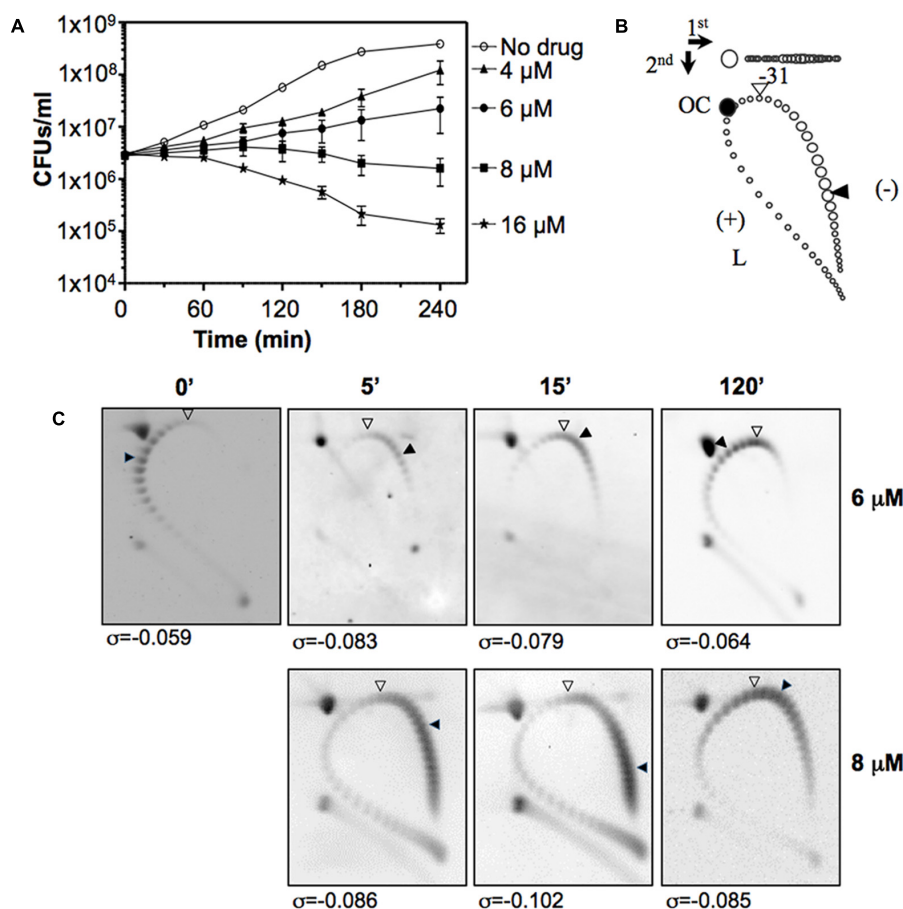 A
CFUs/ml
1x10⁹
1x10⁸
1x10⁷
1x10⁶
1x10⁵
1x10⁴
0 60 120 180 240
Time (min)
No drug
4 µM
6 µM
8 µM
16 µM
B
1st
2nd
-31
OC
(-)
(+)
L
C
0' 5' 15' 120'
6 µM
σ=-0.059 σ=-0.083 σ=-0.079 σ=-0.064
8 µM
σ=-0.086 σ=-0.102 σ=-0.085